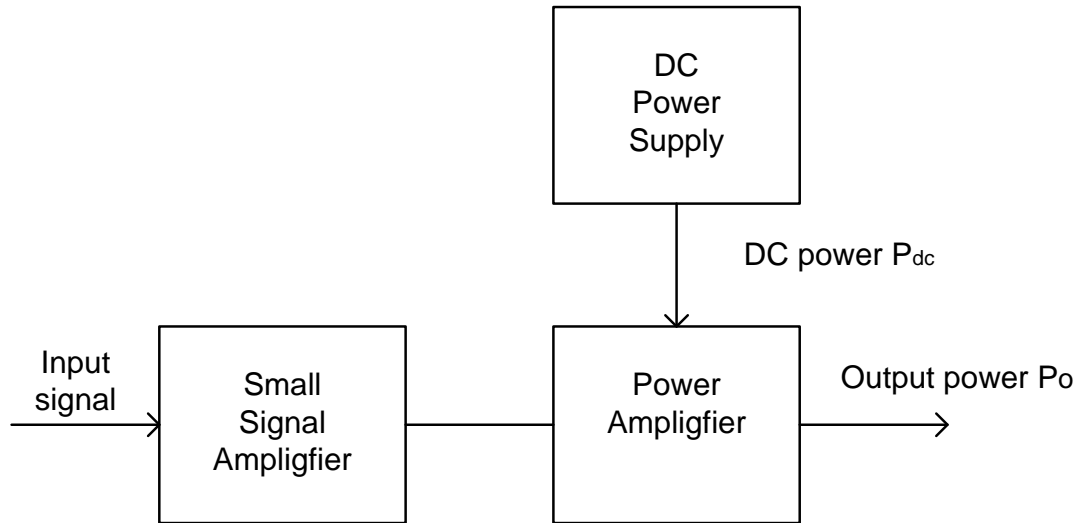 DC
Power
Supply
DC power Pdc
Input
signal
Small
Signal
Ampligfier
Power
Ampligfier
Output power Po